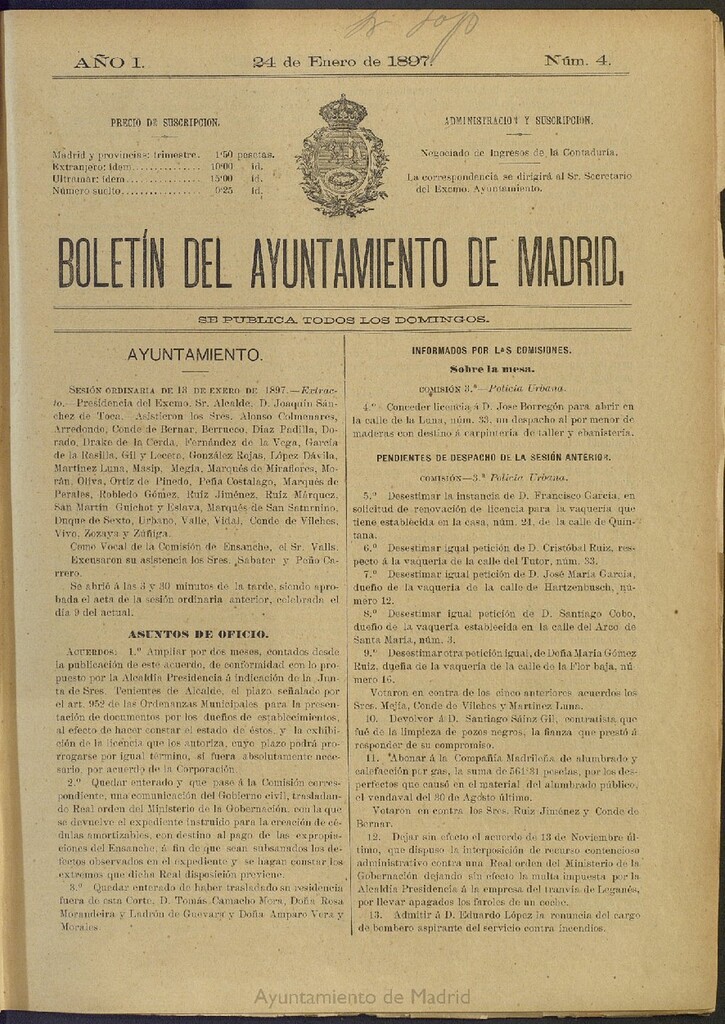 AÑO 1.
24 de Enero de 1897.
Núm. 4.
PRECIO DE SUSCRIPCION.
Madrid y provincias: trimestre. 1'50 pesetas.
Extranjero: idem.............. 10'00 id.
Ultramar: idem............... 15'00 id.
Número suelto................ 0'25 id.
ADMINISTRACION Y SUSCRIPCION.
Negociado de Ingresos de la Contaduría.
La correspondencia se dirigirá al Sr. Secretario
del Excmo. Ayuntamiento.
BOLETÍN DEL AYUNTAMIENTO DE MADRID.
SE PUBLICA TODOS LOS DOMINGOS.
AYUNTAMIENTO.
SESIÓN ORDINARIA DE 13 DE ENERO DE 1897.—Extrac-
to.—Presidencia del Excmo. Sr. Alcalde, D. Joaquín Sán-
chez de Toca. Asistieron los Sres. Alonso Colmenares,
Arredondo, Conde de Bernar, Berrueco, Diaz Padilla, Do-
rado, Drake de la Cerda, Fernández de la Vega, García
de la Rasilla, Gil y Leceta, González Rojas, López Dávila,
Martinez Luna, Masip, Megía, Marqués de Miraflores, Mo-
rán, Oliva, Ortiz de Pinedo, Peña Costalago, Marqués de
Perales, Robledo Gómez, Ruiz Jiménez, Ruiz Márquez,
San Martin Guichot y Eslava, Marqués de San Saturnino,
Duque de Sexto, Urbano, Valle, Vidal, Conde de Vilches,
Vivo, Zozaya y Zúñiga.
Como Vocal de la Comisión de Ensanche, el Sr. Valls.
Excusaron su asistencia los Sres. Sabater y Peño Ca-
rrero.
Se abrió á las 3 y 30 minutos de la tarde, siendo apro-
bada el acta de la sesión ordinaria anterior, celebrada el
día 9 del actual.
ASUNTOS DE OFICIO.
ACUERDOS: 1.º Ampliar por dos meses, contados desde
la publicación de este acuerdo, de conformidad con lo pro-
puesto por la Alcaldía Presidencia á indicación de la Jun-
ta de Sres. Tenientes de Alcalde, el plazo señalado por
el art. 952 de las Ordenanzas Municipales para la presen-
tación de documentos por los dueños de establecimientos,
al efecto de hacer constar el estado de éstos, y la exhibi-
ción de la licencia que los autoriza, cuyo plazo podrá pro-
rrogarse por igual término, si fuera absolutamente nece-
sario, por acuerdo de la Corporación.
2.º Quedar enterado y que pase á la Comisión corres-
pondiente, una comunicación del Gobierno civil, trasladan-
do Real orden del Ministerio de la Gobernación, con la que
se devuelve el expediente instruído para la creación de cé-
dulas amortizables, con destino al pago de las expropia-
ciones del Ensanche, á fin de que sean subsanados los de-
fectos observados en el expediente y se hagan constar los
extremos que dicha Real disposición previene.
3.º Quedar enterado de haber trasladado su residencia
fuera de esta Corte, D. Tomás Camacho Mora, Doña Rosa
Morandeira y Ladrón de Guevara y Doña Amparo Vera y
Morales
INFORMADOS POR LAS COMISIONES.
Sobre la mesa.
COMISIÓN 3.ª—Policía Urbana.
4.º Conceder licencia á D. Jose Borregón para abrir en
la calle de la Luna, núm. 33, un despacho al por menor de
maderas con destino á carpintería de taller y ebanistería.
PENDIENTES DE DESPACHO DE LA SESIÓN ANTERIOR.
COMISIÓN—3.ª Policía Urbana.
5.º Desestimar la instancia de D. Francisco García, en
solicitud de renovación de licencia para la vaquería que
tiene establecida en la casa, núm. 24, de la calle de Quin-
tana.
6.º Desestimar igual petición de D. Cristóbal Ruiz, res-
pecto á la vaquería de la calle del Tutor, núm. 33.
7.º Desestimar igual petición de D. José María García,
dueño de la vaquería de la calle de Hartzenbusch, nú-
mero 12.
8.º Desestimar igual petición de D. Santiago Cobo,
dueño de la vaquería establecida en la calle del Arco de
Santa María, núm. 3.
9.º Desestimar otra petición igual, de Doña María Gómez
Ruiz, dueña de la vaquería de la calle de la Flor baja, nú
mero 16.
Votaron en contra de los cinco anteriores acuerdos los
Sres. Mejía, Conde de Vilches y Martinez Luna.
10. Devolver á D. Santiago Sáinz Gil, contratista que
fué de la limpieza de pozos negros, la fianza que prestó á
responder de su compromiso.
11. Abonar á la Compañía Madrileña de alumbrado y
calefacción por gas, la suma de 561'81 pesetas, por los des-
perfectos que causó en el material del alumbrado público,
el vendaval del 30 de Agosto último.
Votaron en contra los Sres. Ruiz Jiménez y Conde de
Bernar.
12. Dejar sin efecto el acuerdo de 13 de Noviembre úl-
timo, que dispuso la interposición de recurso contencioso
administrativo contra una Real orden del Ministerio de la
Gobernación dejando sin efecto la multa impuesta por la
Alcaldía Presidencia á la empresa del tranvía de Leganés,
por llevar apagados los faroles de un coche.
13. Admitir á D. Eduardo López la renuncia del cargo
de bombero aspirante del servicio contra incendios.
Ayuntamiento de Madrid